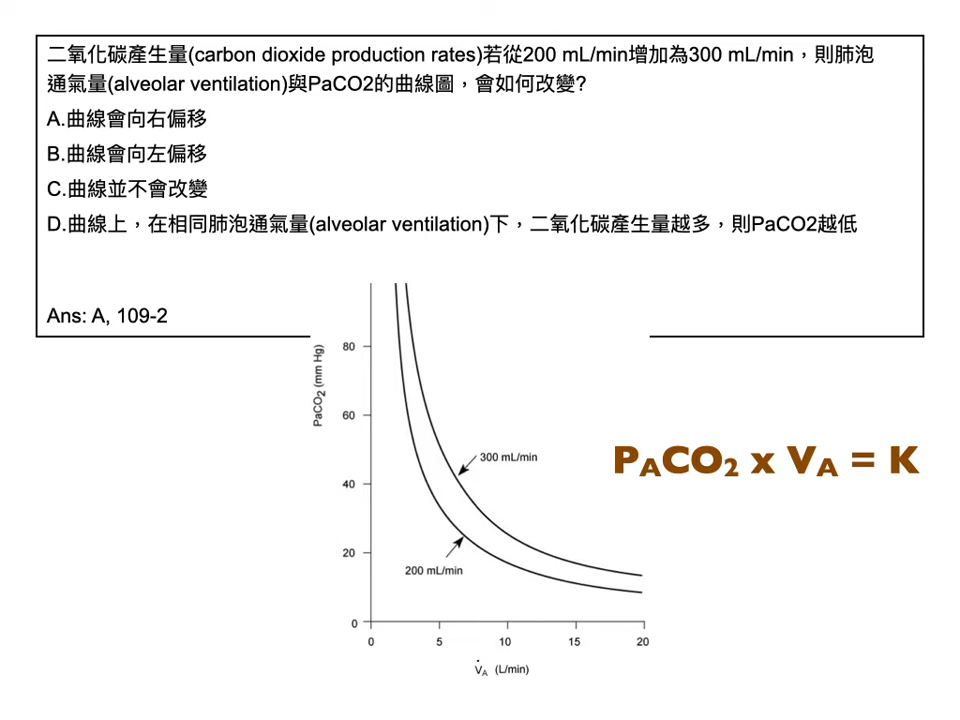 二氧化碳產生量(carbon dioxide production rates)若從200 mL/min增加為300 mL/min，則肺泡
通氣量(alveolar ventilation)與PaCO2的曲線圖，會如何改變?
A.曲線會向右偏移
B.曲線會向左偏移
C.曲線並不會改變
D.曲線上，在相同肺泡通氣量(alveolar ventilation)下，二氧化碳產生量越多，則PaCO2越低
Ans: A, 109-2
PaCO₂ (mm Hg)
80
60
40
20
0
300 mL/min
200 mL/min
0 5 10 15 20
V̇A (L/min)
PACO₂ x VA = K